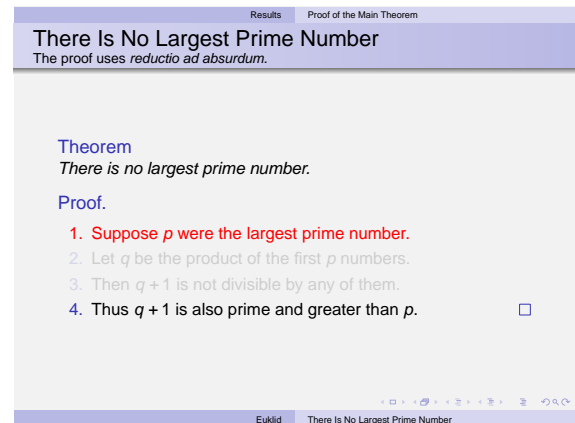 Results Proof of the Main Theorem
There Is No Largest Prime Number
The proof uses reductio ad absurdum.
Theorem
There is no largest prime number.
Proof.
1. Suppose p were the largest prime number.
2. Let q be the product of the first p numbers.
3. Then q + 1 is not divisible by any of them.
4. Thus q + 1 is also prime and greater than p.
Euklid There Is No Largest Prime Number